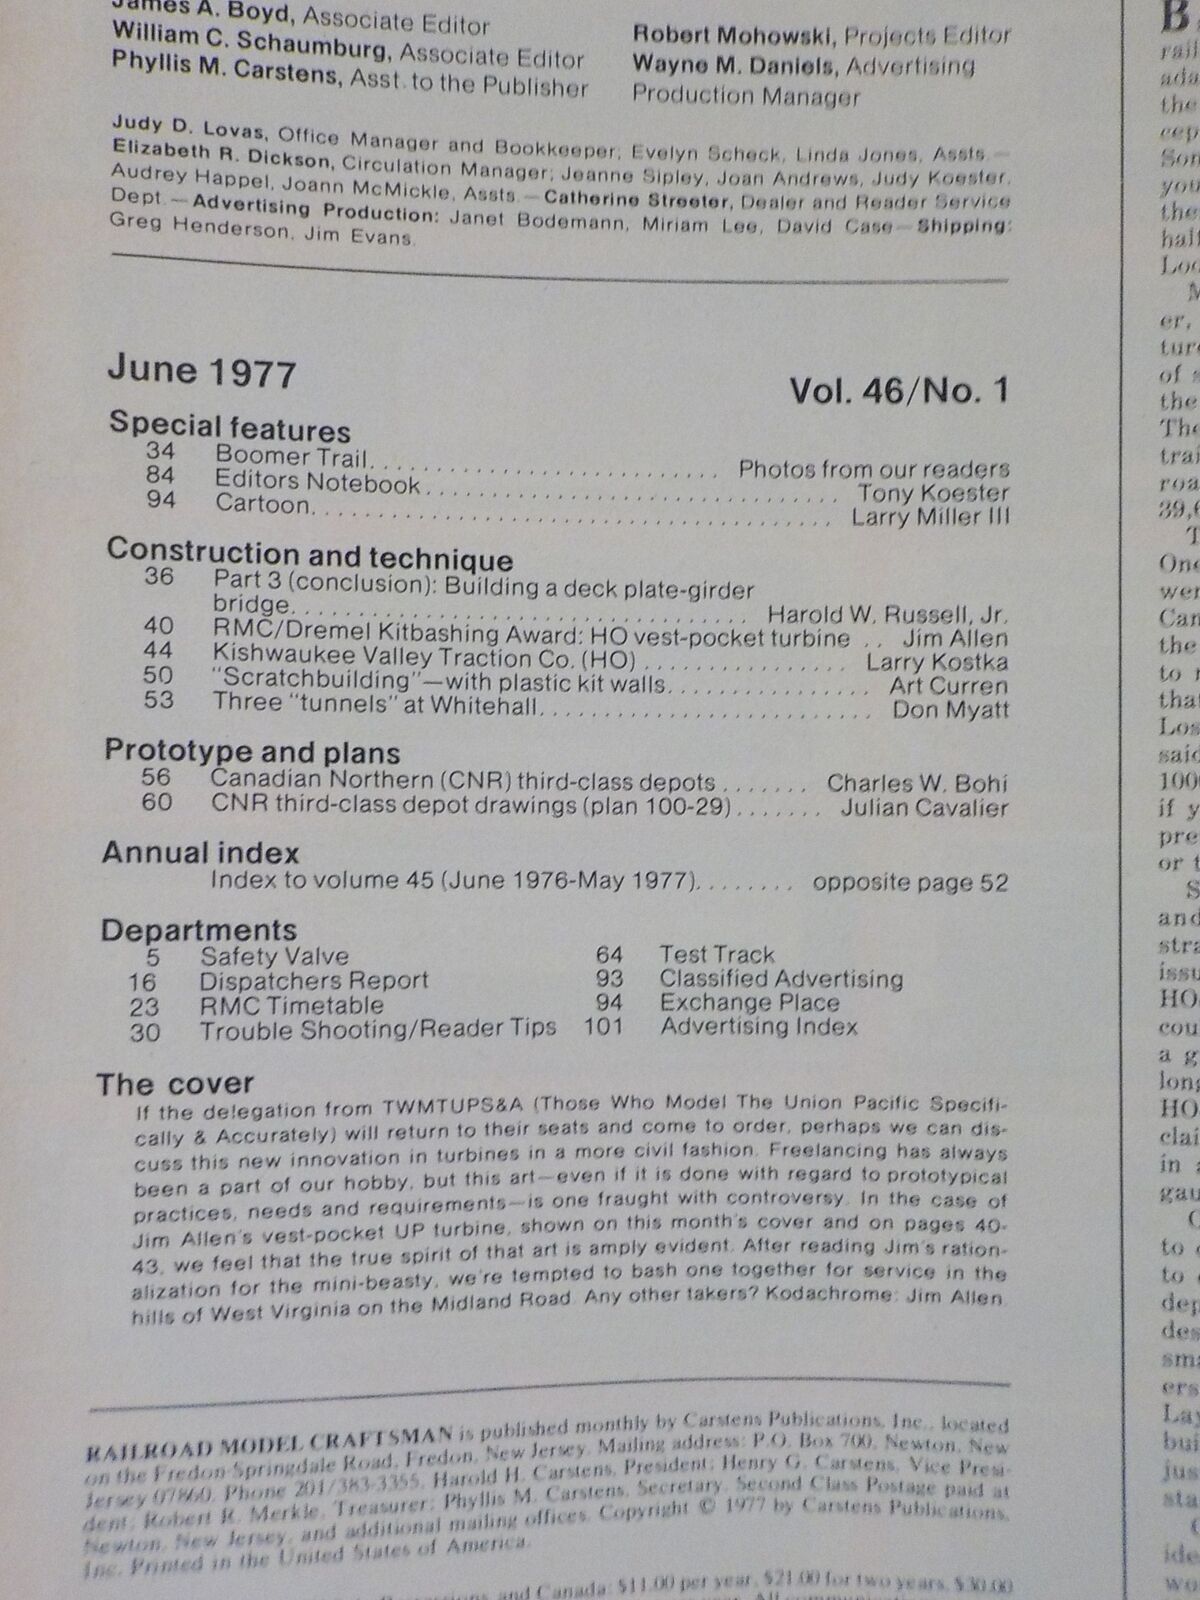 James A. Boyd, Associate Editor
William C. Schaumburg, Associate Editor
Phyllis M. Carstens, Asst. to the Publisher
Robert Mohowski, Projects Editor
Wayne M. Daniels, Advertising
Production Manager
Judy D. Lovas, Office Manager and Bookkeeper; Evelyn Scheck, Linda Jones, Assts.—
Elizabeth R. Dickson, Circulation Manager; Jeanne Sipley, Joan Andrews, Judy Koester,
Audrey Happel, Joann McMickle, Assts.—Catherine Streeter, Dealer and Reader Service
Dept.—Advertising Production: Janet Bodemann, Miriam Lee, David Case—Shipping:
Greg Henderson, Jim Evans.
June 1977
Vol. 46/No. 1
Special features
34 Boomer Trail. . . . . . . . . . . . . . . . . . . . . . . . . . . . Photos from our readers
84 Editors Notebook. . . . . . . . . . . . . . . . . . . . . . . . . . . . . . . . . Tony Koester
94 Cartoon. . . . . . . . . . . . . . . . . . . . . . . . . . . . . . . . . . . . . . . . . Larry Miller III
Construction and technique
36 Part 3 (conclusion): Building a deck plate-girder
bridge. . . . . . . . . . . . . . . . . . . . . . . . . . . . . . . . . . . . Harold W. Russell, Jr.
40 RMC/Dremel Kitbashing Award: HO vest-pocket turbine . . Jim Allen
44 Kishwaukee Valley Traction Co. (HO) . . . . . . . . . . . . . . . . Larry Kostka
50 "Scratchbuilding"—with plastic kit walls. . . . . . . . . . . . . . . . Art Curren
53 Three "tunnels" at Whitehall. . . . . . . . . . . . . . . . . . . . . . . . . . . Don Myatt
Prototype and plans
56 Canadian Northern (CNR) third-class depots . . . . . . . Charles W. Bohi
60 CNR third-class depot drawings (plan 100-29) . . . . . . . Julian Cavalier
Annual index
Index to volume 45 (June 1976-May 1977). . . . . . . . opposite page 52
Departments
5 Safety Valve
16 Dispatchers Report
23 RMC Timetable
30 Trouble Shooting/Reader Tips
64 Test Track
93 Classified Advertising
94 Exchange Place
101 Advertising Index
The cover
If the delegation from TWMTUPS&A (Those Who Model The Union Pacific Specifi-
cally & Accurately) will return to their seats and come to order, perhaps we can dis-
cuss this new innovation in turbines in a more civil fashion. Freelancing has always
been a part of our hobby, but this art—even if it is done with regard to prototypical
practices, needs and requirements—is one fraught with controversy. In the case of
Jim Allen's vest-pocket UP turbine, shown on this month's cover and on pages 40-
43, we feel that the true spirit of that art is amply evident. After reading Jim's ration-
alization for the mini-beasty, we're tempted to bash one together for service in the
hills of West Virginia on the Midland Road. Any other takers? Kodachrome: Jim Allen.
RAILROAD MODEL CRAFTSMAN is published monthly by Carstens Publications, Inc., located
on the Fredon-Springdale Road, Fredon, New Jersey. Mailing address: P.O. Box 700, Newton, New
Jersey 07860. Phone 201/383-3355. Harold H. Carstens, President; Henry G. Carstens, Vice Presi-
dent; Robert R. Merkle, Treasurer; Phyllis M. Carstens, Secretary. Second Class Postage paid at
Newton, New Jersey, and additional mailing offices. Copyright © 1977 by Carstens Publications,
Inc. Printed in the United States of America.
and Canada: $11.00 per year, $21.00 for two years, $30.00